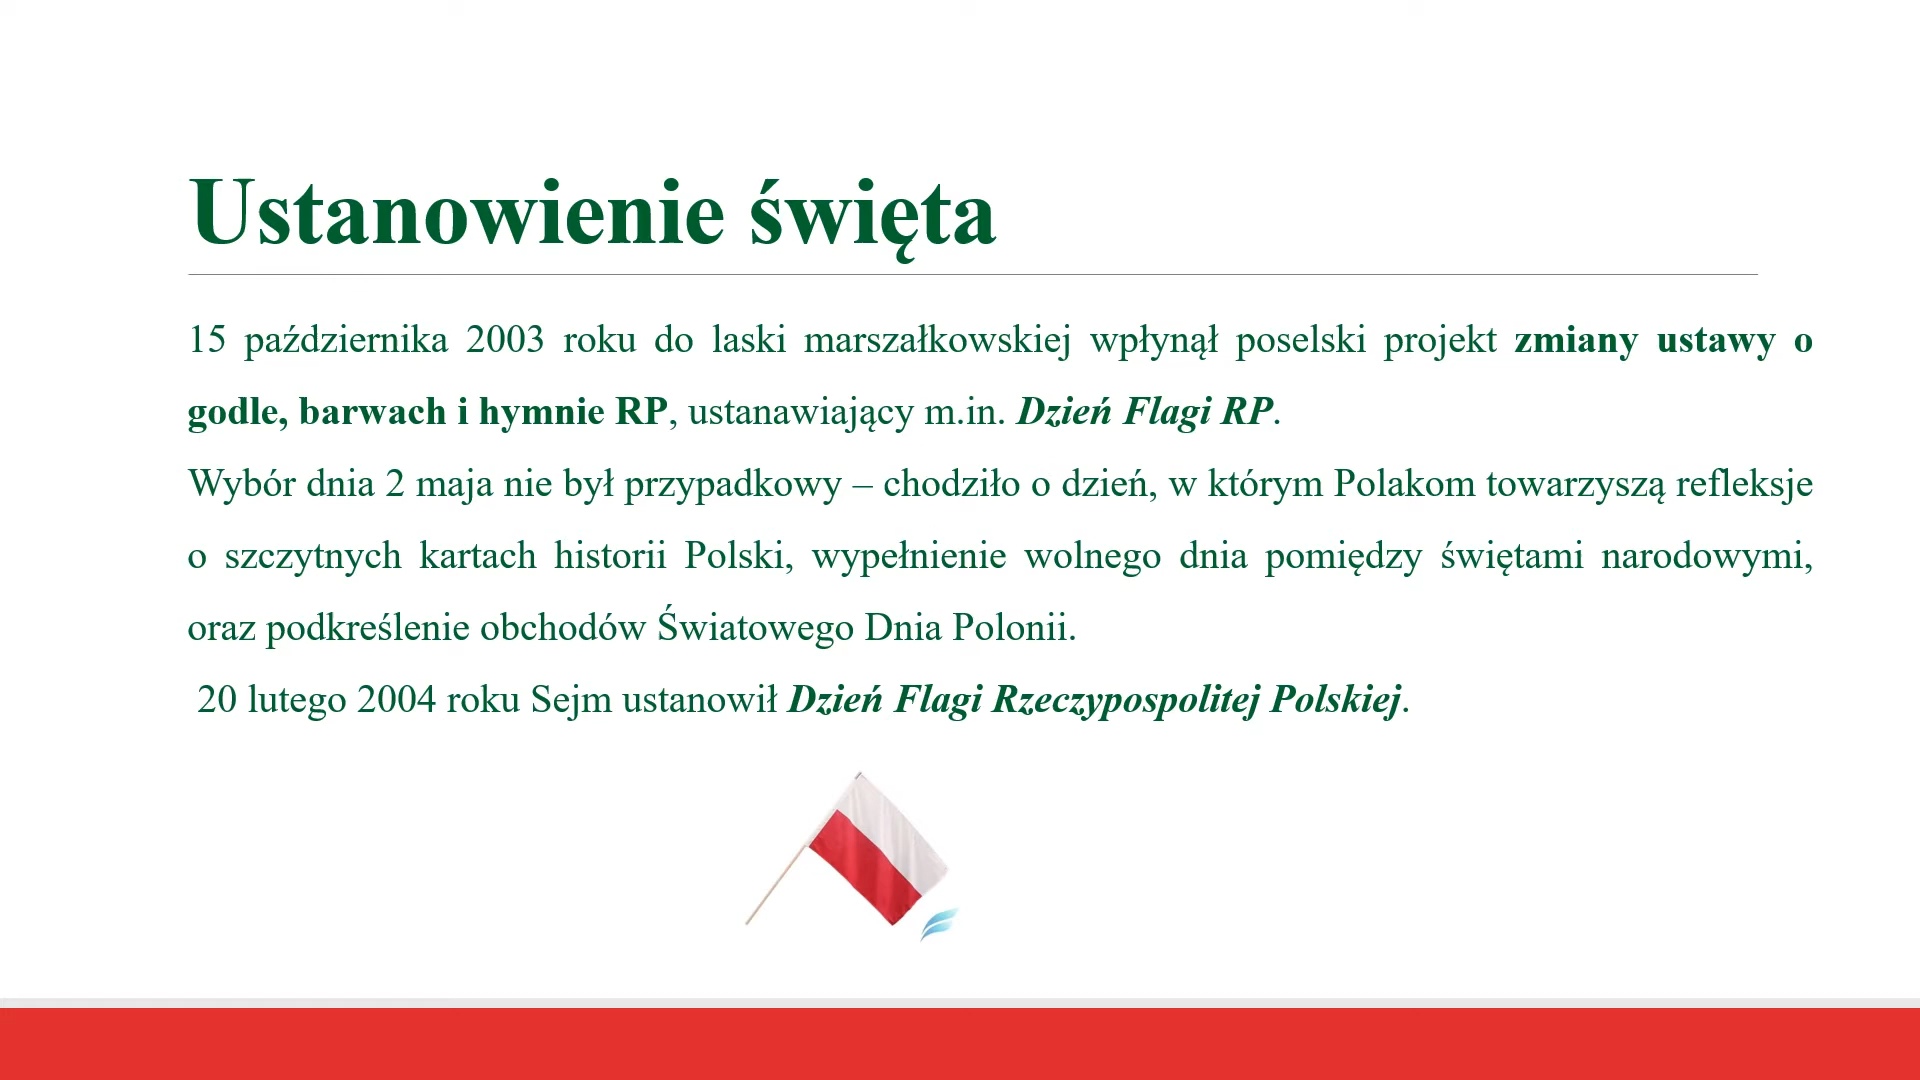 Ustanowienie święta
15 października 2003 roku do laski marszałkowskiej wpłynął poselski projekt zmiany ustawy o
godle, barwach i hymnie RP, ustanawiający m.in. Dzień Flagi RP.
Wybór dnia 2 maja nie był przypadkowy – chodziło o dzień, w którym Polakom towarzyszą refleksje
o szczytnych kartach historii Polski, wypełnienie wolnego dnia pomiędzy świętami narodowymi,
oraz podkreślenie obchodów Światowego Dnia Polonii.
20 lutego 2004 roku Sejm ustanowił Dzień Flagi Rzeczypospolitej Polskiej.